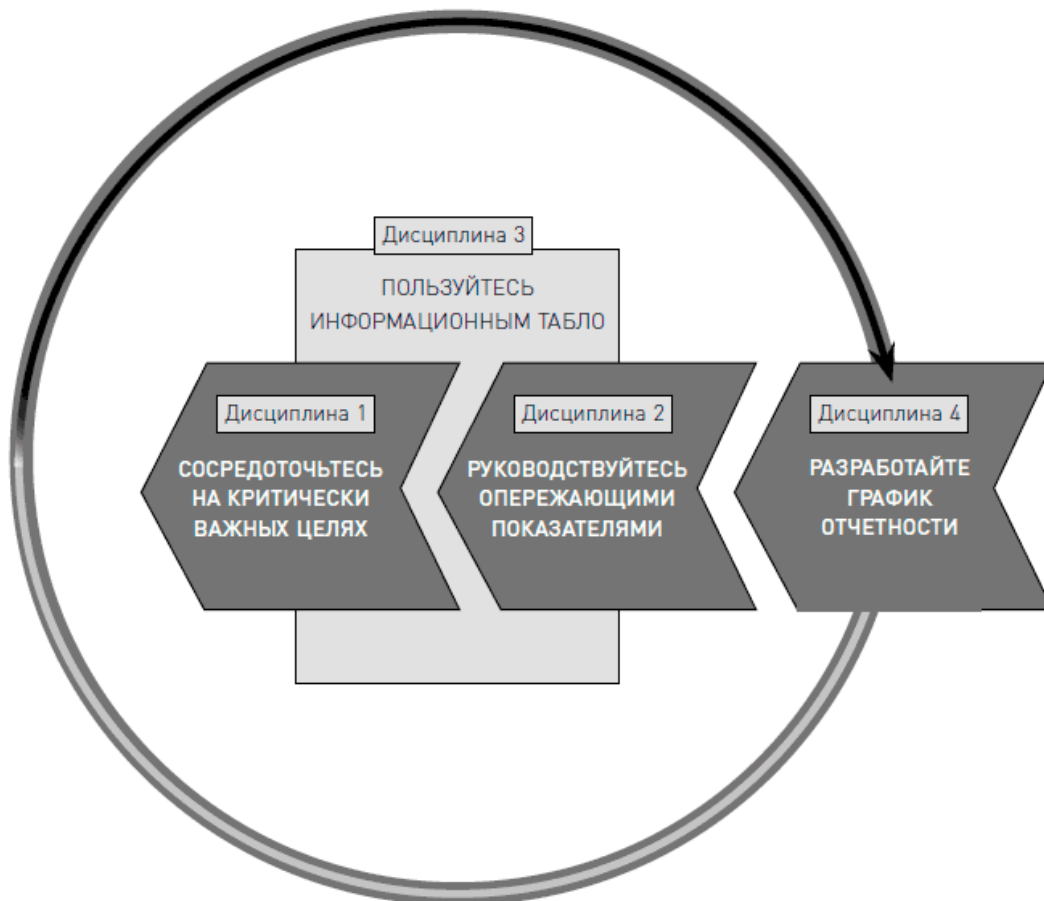 Дисциплина 3
ПОЛЬЗУЙТЕСЬ
ИНФОРМАЦИОННЫМ ТАБЛО
Дисциплина 1
СОСРЕДОТОЧЬТЕСЬ
НА КРИТИЧЕСКИ
ВАЖНЫХ ЦЕЛЯХ
Дисциплина 2
РУКОВОДСТВУЙТЕСЬ
ОПЕРЕЖАЮЩИМИ
ПОКАЗАТЕЛЯМИ
Дисциплина 4
РАЗРАБОТАЙТЕ
ГРАФИК
ОТЧЕТНОСТИ